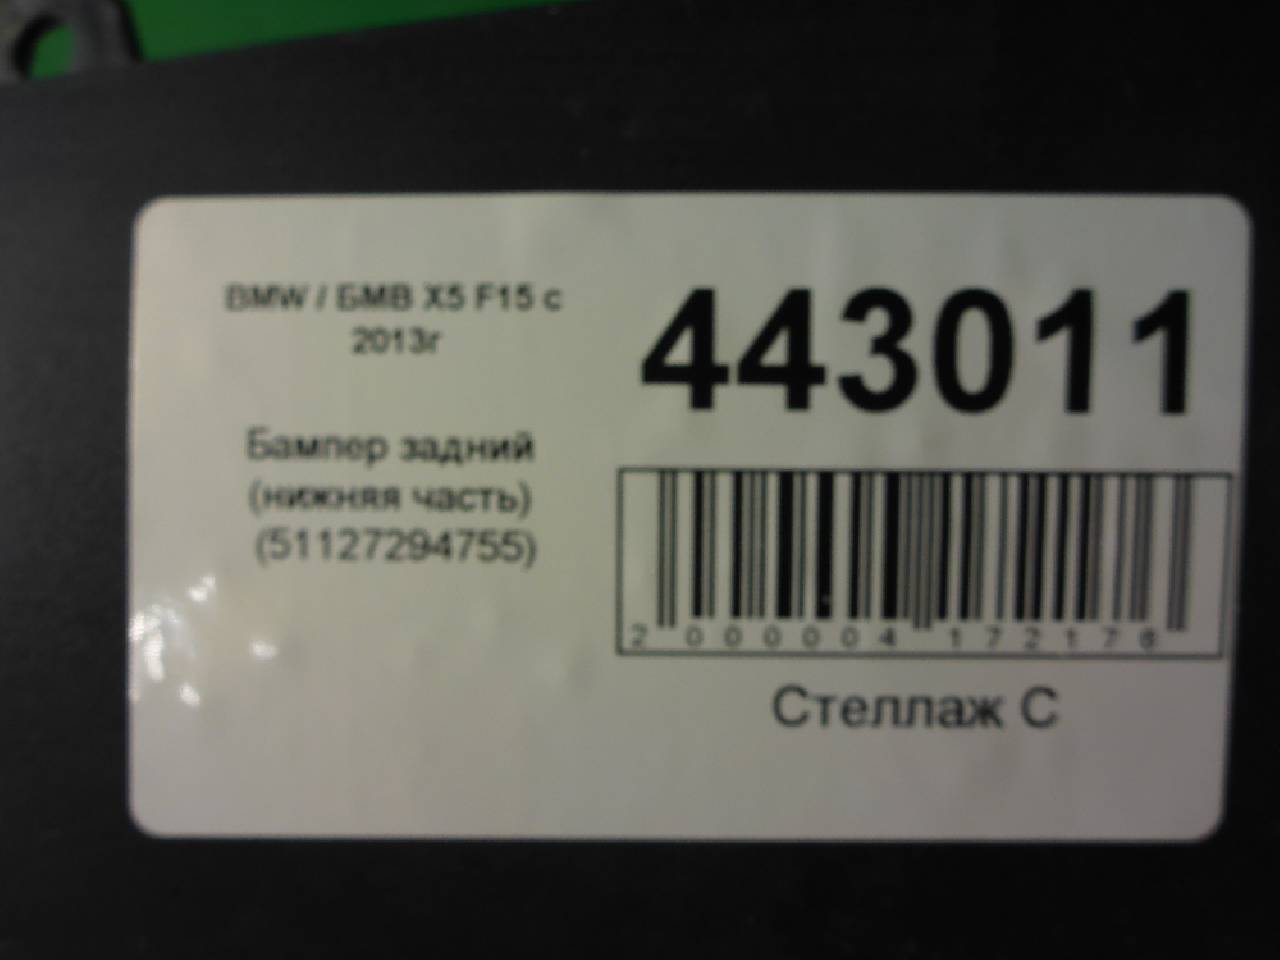 BMW / БМВ X5 F15 с
2013г
Бампер задний
(нижняя часть)
(51127294755)
443011
2 000004 172176
Стеллаж С